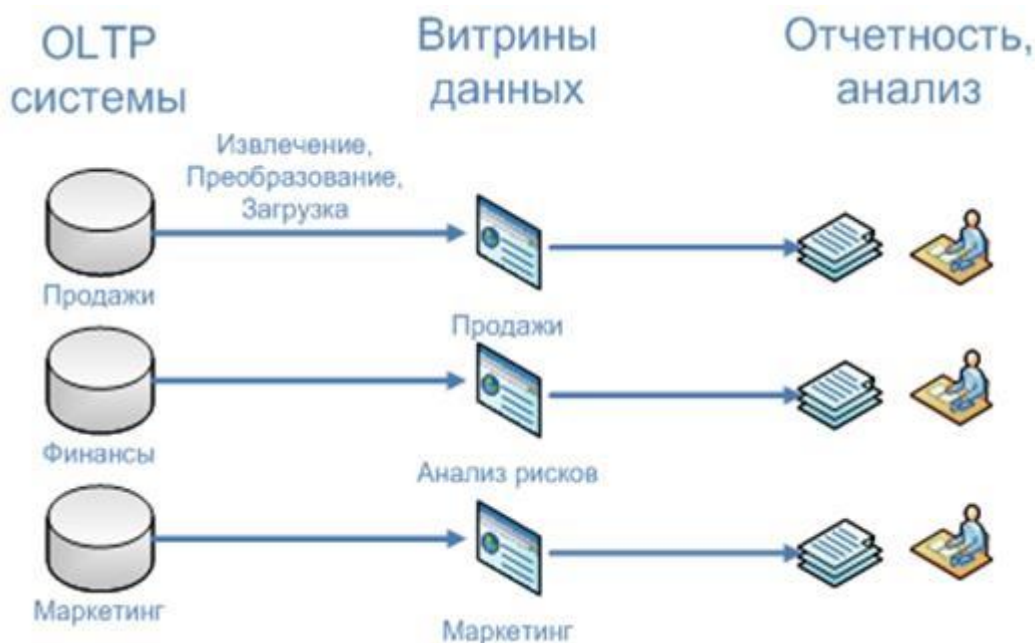 OLTP
системы
Витрины
данных
Отчетность,
анализ
Извлечение,
Преобразование,
Загрузка
Продажи
Продажи
Финансы
Анализ рисков
Маркетинг
Маркетинг